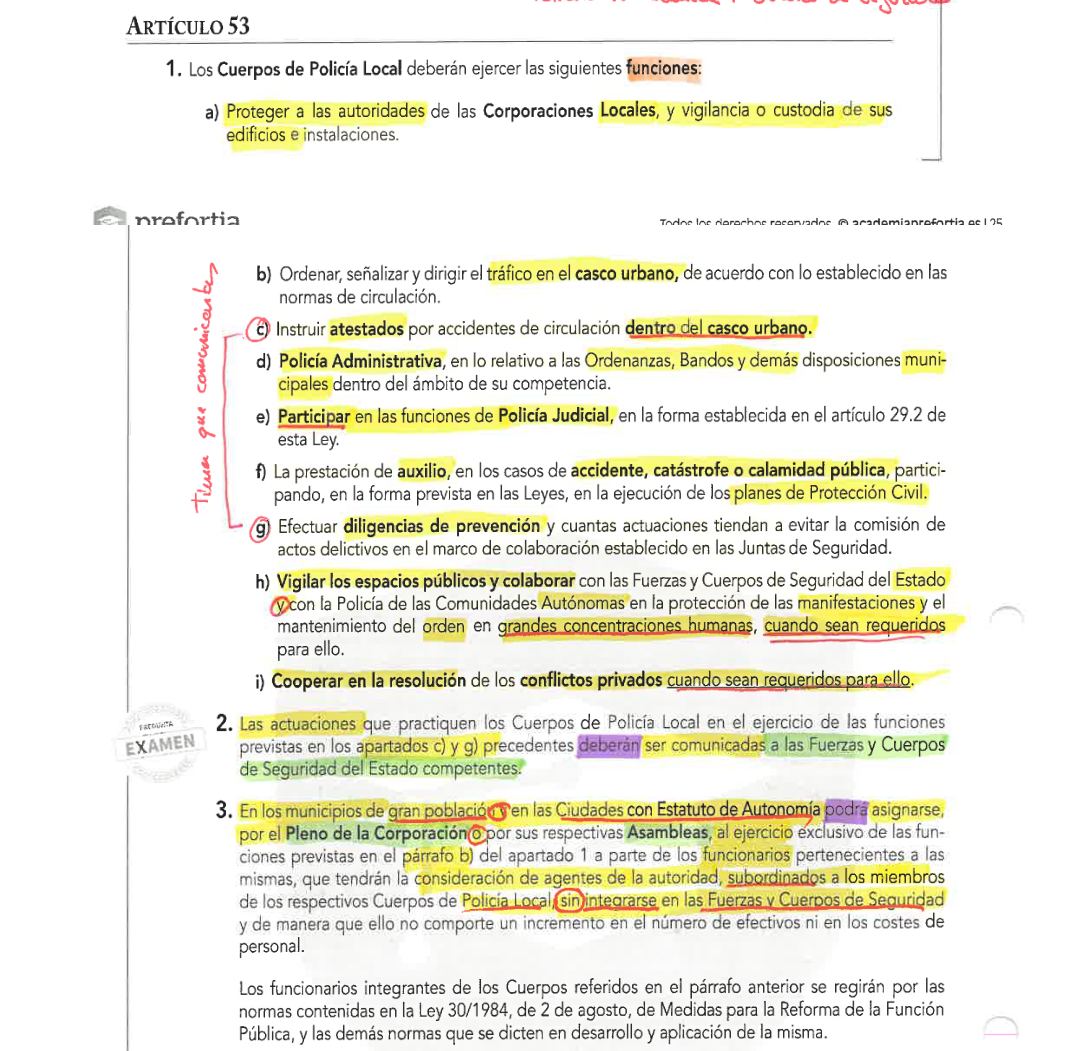 ARTÍCULO 53
1. Los Cuerpos de Policía Local deberán ejercer las siguientes funciones:
a) Proteger a las autoridades de las Corporaciones Locales, y vigilancia o custodia de sus
edificios e instalaciones.
prefortia
Todos los derechos reservados. © academiaprefortia.es | 25
b) Ordenar, señalizar y dirigir el tráfico en el casco urbano, de acuerdo con lo establecido en las
normas de circulación.
tienen que comunicarles
c) Instruir atestados por accidentes de circulación dentro del casco urbano.
d) Policía Administrativa, en lo relativo a las Ordenanzas, Bandos y demás disposiciones muni-
cipales dentro del ámbito de su competencia.
e) Participar en las funciones de Policía Judicial, en la forma establecida en el artículo 29.2 de
esta Ley.
f) La prestación de auxilio, en los casos de accidente, catástrofe o calamidad pública, partici-
pando, en la forma prevista en las Leyes, en la ejecución de los planes de Protección Civil.
g) Efectuar diligencias de prevención y cuantas actuaciones tiendan a evitar la comisión de
actos delictivos en el marco de colaboración establecido en las Juntas de Seguridad.
h) Vigilar los espacios públicos y colaborar con las Fuerzas y Cuerpos de Seguridad del Estado
y con la Policía de las Comunidades Autónomas en la protección de las manifestaciones y el
mantenimiento del orden en grandes concentraciones humanas, cuando sean requeridos
para ello.
i) Cooperar en la resolución de los conflictos privados cuando sean requeridos para ello.
PREGUNTA
EXAMEN
2. Las actuaciones que practiquen los Cuerpos de Policía Local en el ejercicio de las funciones
previstas en los apartados c) y g) precedentes deberán ser comunicadas a las Fuerzas y Cuerpos
de Seguridad del Estado competentes.
3. En los municipios de gran población y en las Ciudades con Estatuto de Autonomía podrá asignarse,
por el Pleno de la Corporación o por sus respectivas Asambleas, al ejercicio exclusivo de las fun-
ciones previstas en el párrafo b) del apartado 1 a parte de los funcionarios pertenecientes a las
mismas, que tendrán la consideración de agentes de la autoridad, subordinados a los miembros
de los respectivos Cuerpos de Policía Local, sin integrarse en las Fuerzas y Cuerpos de Seguridad
y de manera que ello no comporte un incremento en el número de efectivos ni en los costes de
personal.
Los funcionarios integrantes de los Cuerpos referidos en el párrafo anterior se regirán por las
normas contenidas en la Ley 30/1984, de 2 de agosto, de Medidas para la Reforma de la Función
Pública, y las demás normas que se dicten en desarrollo y aplicación de la misma.